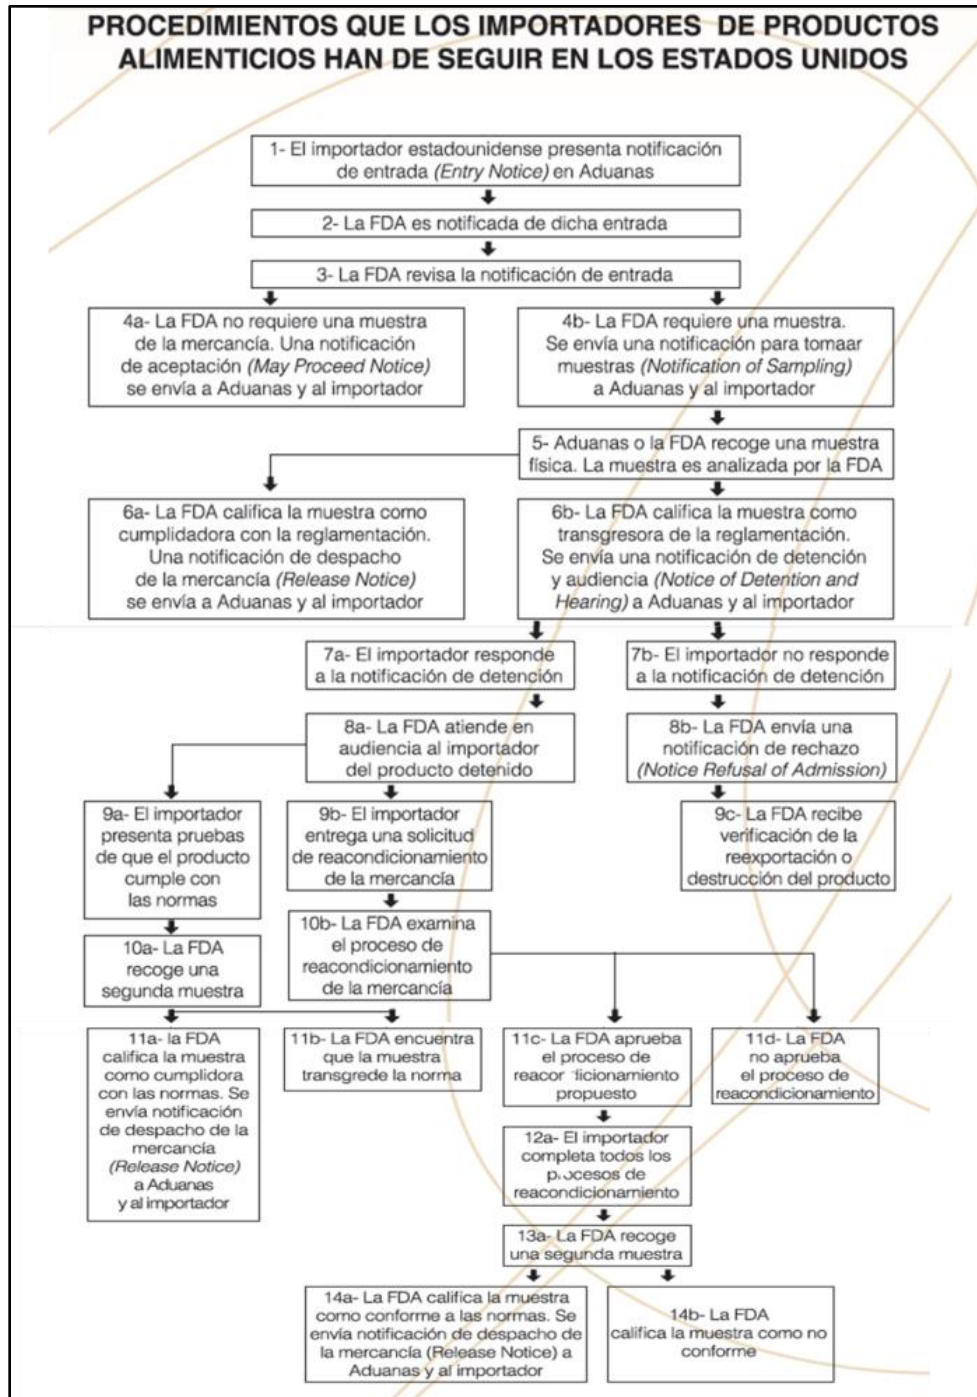 PROCEDIMIENTOS QUE LOS IMPORTADORES DE PRODUCTOS
ALIMENTICIOS HAN DE SEGUIR EN LOS ESTADOS UNIDOS
1- El importador estadounidense presenta notificación
de entrada (Entry Notice) en Aduanas
2- La FDA es notificada de dicha entrada
3- La FDA revisa la notificación de entrada
4a- La FDA no requiere una muestra
de la mercancía. Una notificación
de aceptación (May Proceed Notice)
se envía a Aduanas y al importador
4b- La FDA requiere una muestra.
Se envía una notificación para tomaar
muestras (Notification of Sampling)
a Aduanas y al importador
5- Aduanas o la FDA recoge una muestra
física. La muestra es analizada por la FDA
6a- La FDA califica la muestra como
cumplidadora con la reglamentación.
Una notificación de despacho
de la mercancía (Release Notice)
se envía a Aduanas y al importador
6b- La FDA califica la muestra como
transgresora de la reglamentación.
Se envía una notificación de detención
y audiencia (Notice of Detention and
Hearing) a Aduanas y al importador
7a- El importador responde
a la notificación de detención
7b- El importador no responde
a la notificación de detención
8a- La FDA atiende en
audiencia al importador
del producto detenido
8b- La FDA envía una
notificación de rechazo
(Notice Refusal of Admission)
9a- El importador
presenta pruebas
de que el producto
cumple con
las normas
9b- El importador
entrega una solicitud
de reacondicionamiento
de la mercancía
9c- La FDA recibe
verificación de la
reexportación o
destrucción del producto
10a- La FDA
recoge una
segunda muestra
10b- La FDA examina
el proceso de
reacondicionamiento
de la mercancía
11a- la FDA
califica la muestra
como cumplidora
con las normas. Se
envía notificación
de despacho de la
mercancía
(Release Notice)
a Aduanas
y al importador
11b- La FDA encuentra
que la muestra
transgrede la norma
11c- La FDA aprueba
el proceso de
reacondicionamiento
propuesto
11d- La FDA
no aprueba
el proceso de
reacondicionamiento
12a- El importador
completa todos los
procesos de
reacondicionamiento
13a- La FDA recoge
una segunda muestra
14a- La FDA califica la muestra
como conforme a las normas. Se
envía notificación de despacho de
la mercancía (Release Notice) a
Aduanas y al importador
14b- La FDA
califica la muestra como no
conforme